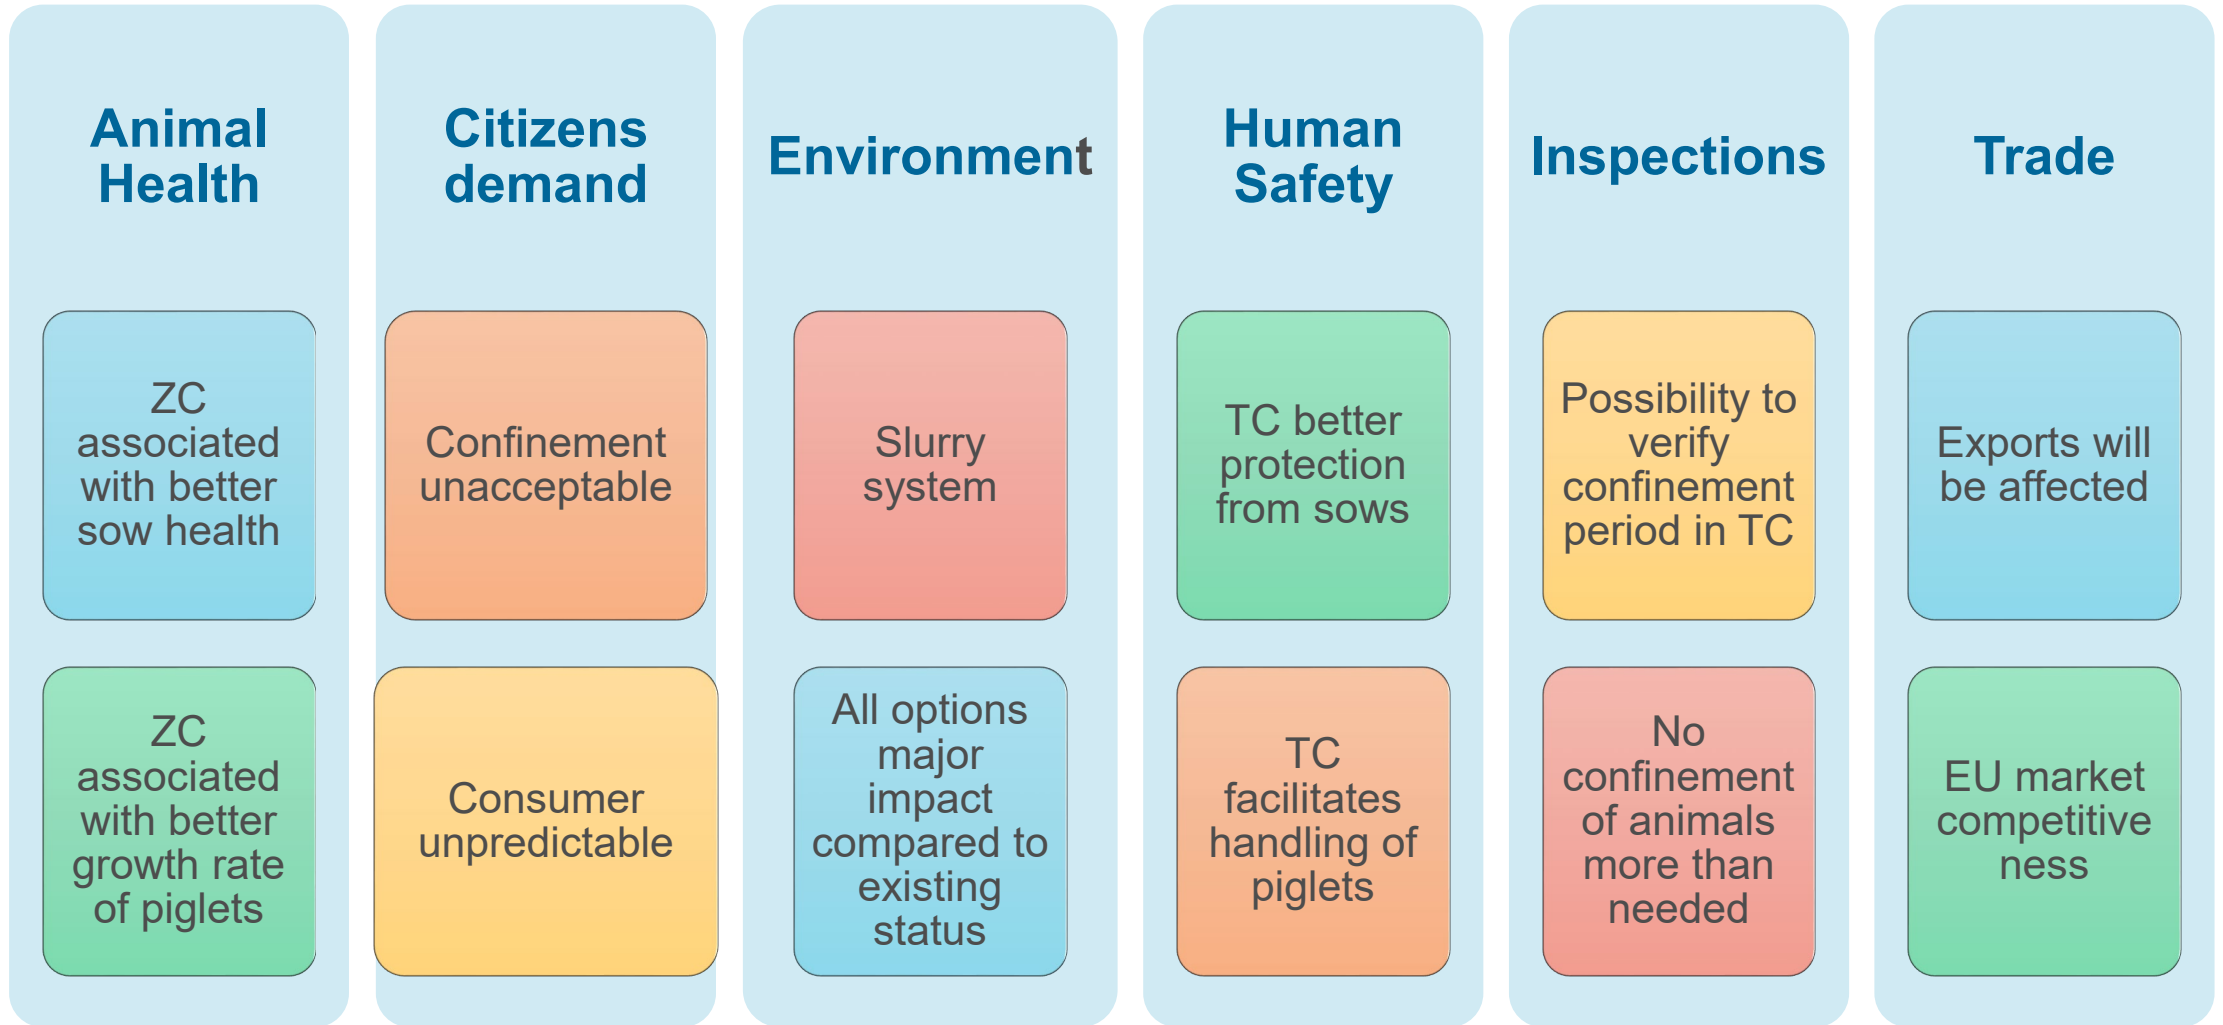 Animal
Health
ZC
associated
with better
sow health
ZC
associated
with better
growth rate
of piglets
Citizens
demand
Confinement
unacceptable
Consumer
unpredictable
Environment
Slurry
system
All options
major
impact
compared to
existing
status
Human
Safety
TC better
protection
from sows
TC
facilitates
handling of
piglets
Inspections
Possibility to
verify
confinement
period in TC
No
confinement
of animals
more than
needed
Trade
Exports will
be affected
EU market
competitive
ness